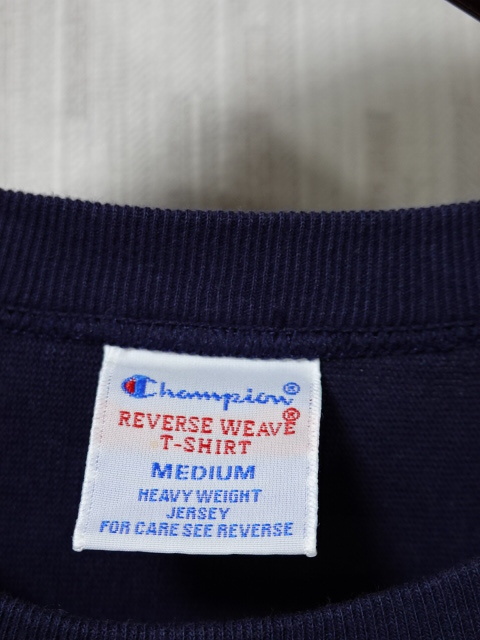 Champion®
REVERSE WEAVE®
T-SHIRT
MEDIUM
HEAVY WEIGHT
JERSEY
FOR CARE SEE REVERSE